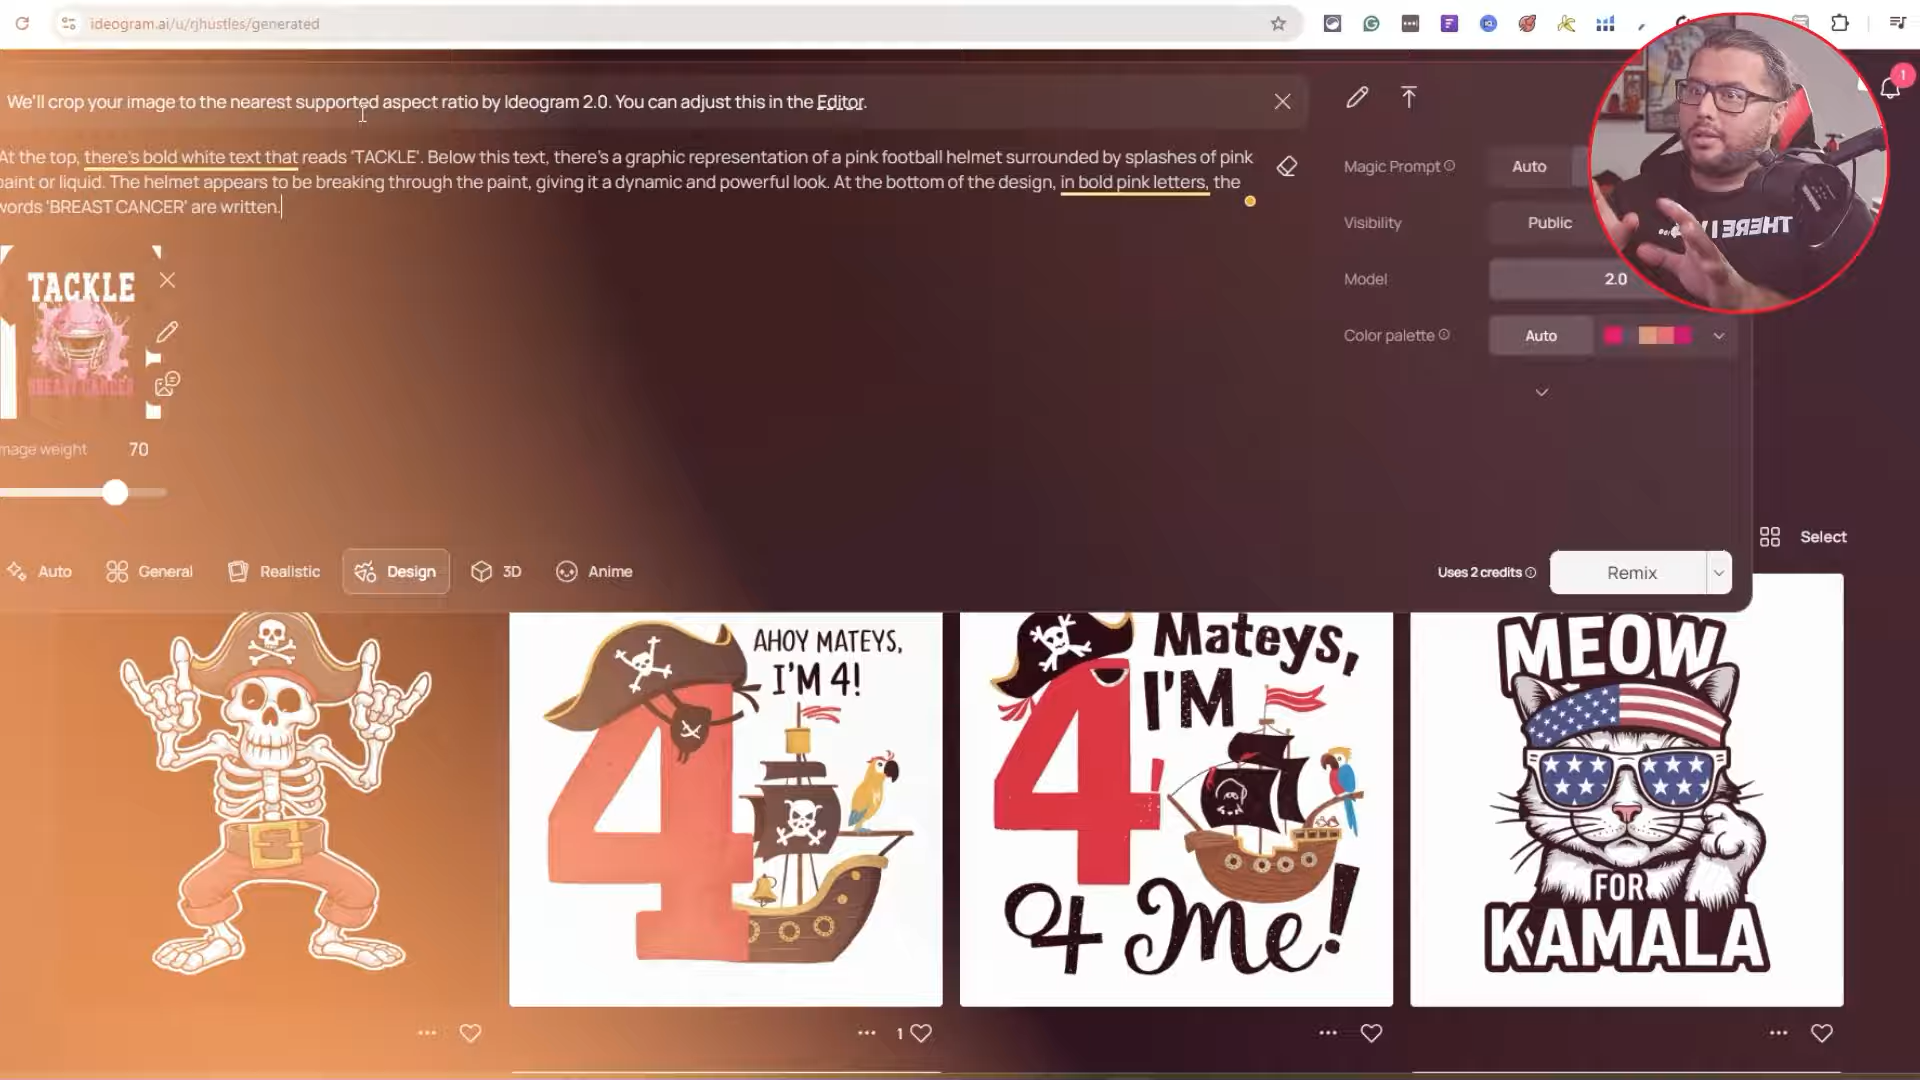 ideogram.ai/u/rjhustles/generated
We'll crop your image to the nearest supported aspect ratio by Ideogram 2.0. You can adjust this in the Editor.
1
At the top, there's bold white text that reads 'TACKLE'. Below this text, there's a graphic representation of a pink football helmet surrounded by splashes of pink
paint or liquid. The helmet appears to be breaking through the paint, giving it a dynamic and powerful look. At the bottom of the design, in bold pink letters, the
words 'BREAST CANCER' are written.
Magic Prompt
Auto
Visibility
Public
THERE I
Model
2.0
Color palette
Auto
TACKLE
BREAST CANCER
mage weight
70
Select
Auto
General
Realistic
Design
3D
Anime
Uses 2 credits
Remix
AHOY MATEYS,
I'M 4!
4
Mateys,
I'M
4
4 Me!
MEOW
FOR
KAMALA
1